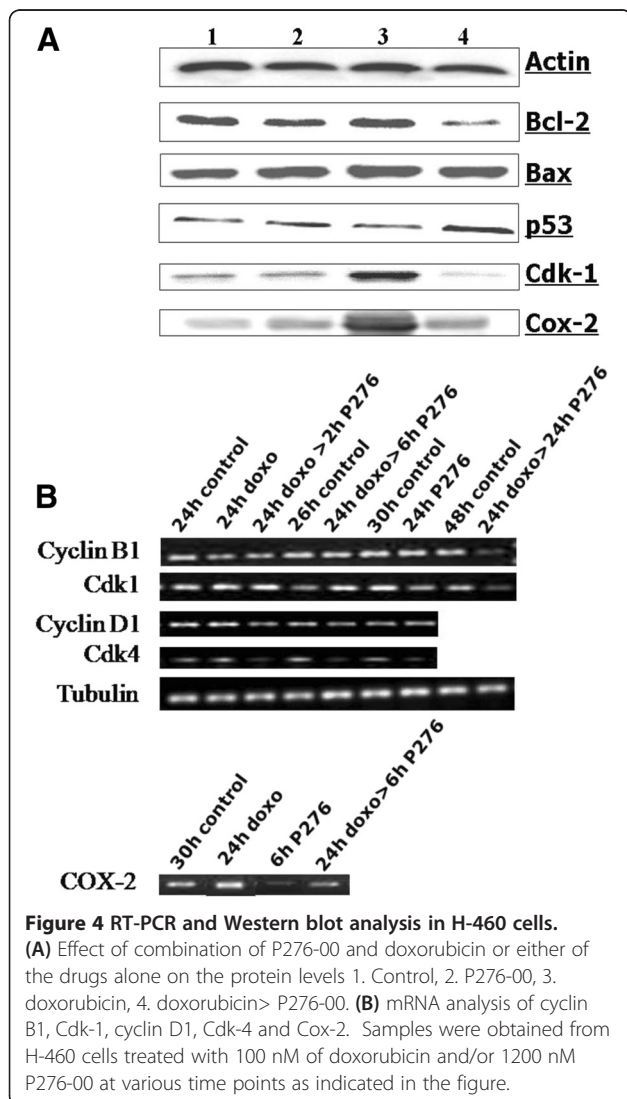 A
1 2 3 4
Actin
Bcl-2
Bax
p53
Cdk-1
Cox-2
B
24h control
24h doxo
24h doxo > 2h P276
26h control
24h doxo> 6h P276
30h control
24h P276
48h control
24h doxo> 24h P276
Cyclin B1
Cdk1
Cyclin D1
Cdk4
Tubulin
30h control
24h doxo
6h P276
24h doxo> 6h P276
COX-2
Figure 4 RT-PCR and Western blot analysis in H-460 cells.
(A) Effect of combination of P276-00 and doxorubicin or either of
the drugs alone on the protein levels 1. Control, 2. P276-00, 3.
doxorubicin, 4. doxorubicin> P276-00. (B) mRNA analysis of cyclin
B1, Cdk-1, cyclin D1, Cdk-4 and Cox-2. Samples were obtained from
H-460 cells treated with 100 nM of doxorubicin and/or 1200 nM
P276-00 at various time points as indicated in the figure.